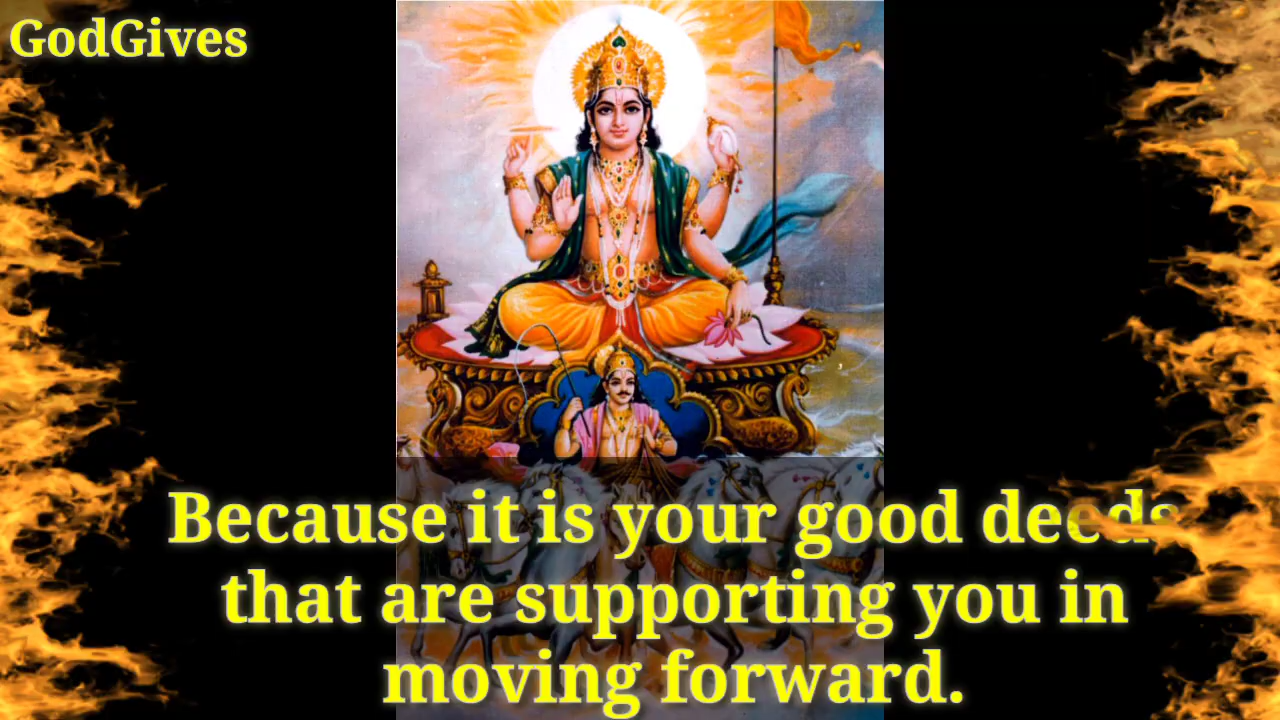 GodGives
Because it is your good deeds
that are supporting you in
moving forward.